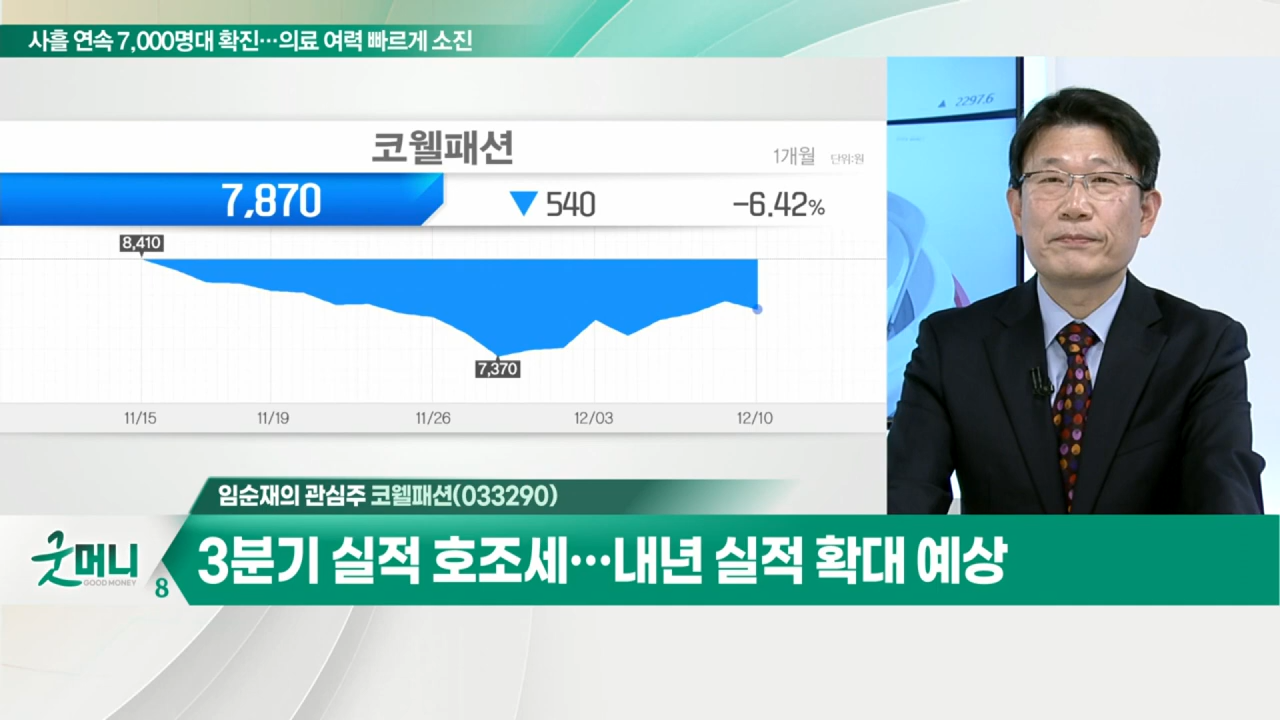 사흘 연속 7,000명대 확진…의료 여력 빠르게 소진
▲ 2297.6
코웰패션
1개월 단위:원
7,870 ▼ 540 -6.42%
8,410
7,370
11/15 11/19 11/26 12/03 12/10
임순재의 관심주 코웰패션(033290)
3분기 실적 호조세…내년 실적 확대 예상
굿머니
GOOD MONEY
8